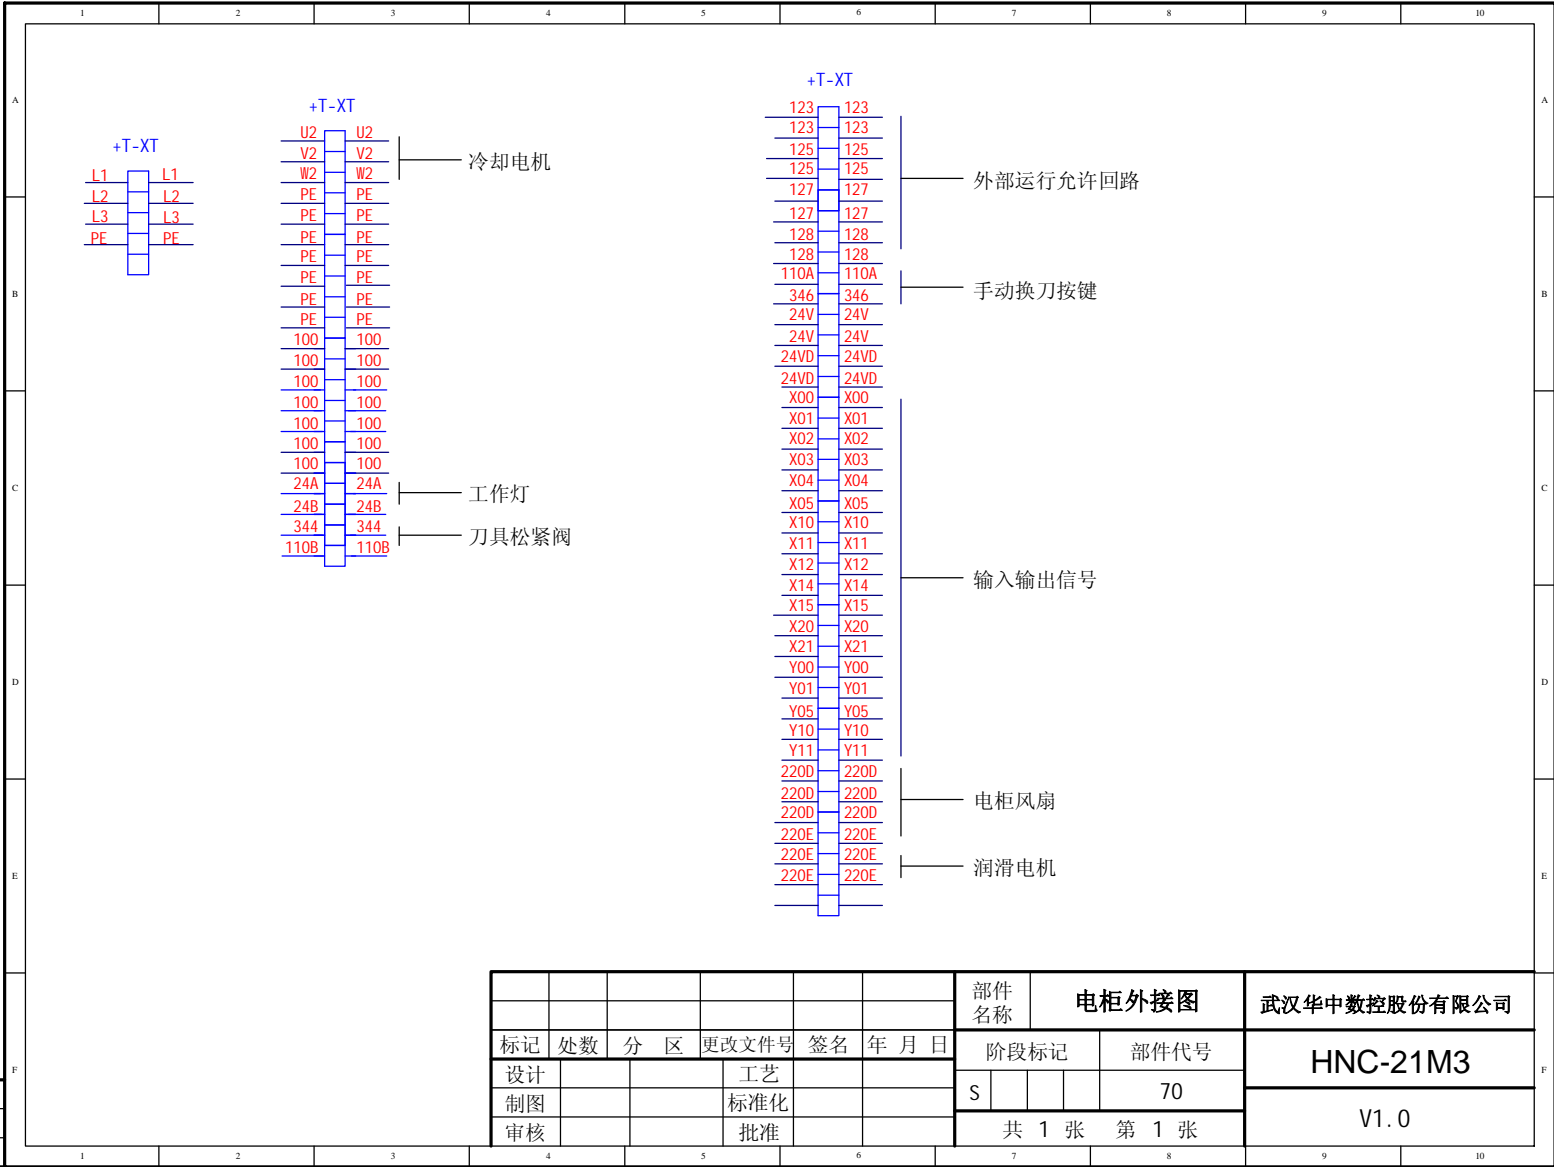 1 2 3 4 5 6 7 8 9 10
A A
B B
C C
D D
E E
F F
+T-XT
L1 L1
L2 L2
L3 L3
PE PE
+T-XT
U2 U2
V2 V2
W2 W2
PE PE
PE PE
PE PE
PE PE
PE PE
PE PE
PE PE
100 100
100 100
100 100
100 100
100 100
100 100
100 100
24A 24A
24B 24B
344 344
110B 110B
冷却电机
工作灯
刀具松紧阀
+T-XT
123 123
123 123
125 125
125 125
127 127
127 127
128 128
128 128
110A 110A
346 346
24V 24V
24V 24V
24VD 24VD
24VD 24VD
X00 X00
X01 X01
X02 X02
X03 X03
X04 X04
X05 X05
X10 X10
X11 X11
X12 X12
X14 X14
X15 X15
X20 X20
X21 X21
Y00 Y00
Y01 Y01
Y05 Y05
Y10 Y10
Y11 Y11
220D 220D
220D 220D
220D 220D
220E 220E
220E 220E
220E 220E
外部运行允许回路
手动换刀按键
输入输出信号
电柜风扇
润滑电机
标记 处数 分 区 更改文件号 签名 年 月 日
设计 工艺
制图 标准化
审核 批准
部件名称 电柜外接图
阶段标记 部件代号
S 70
共 1 张 第 1 张
武汉华中数控股份有限公司
HNC-21M3
V1.0
1 2 3 4 5 6 7 8 9 10